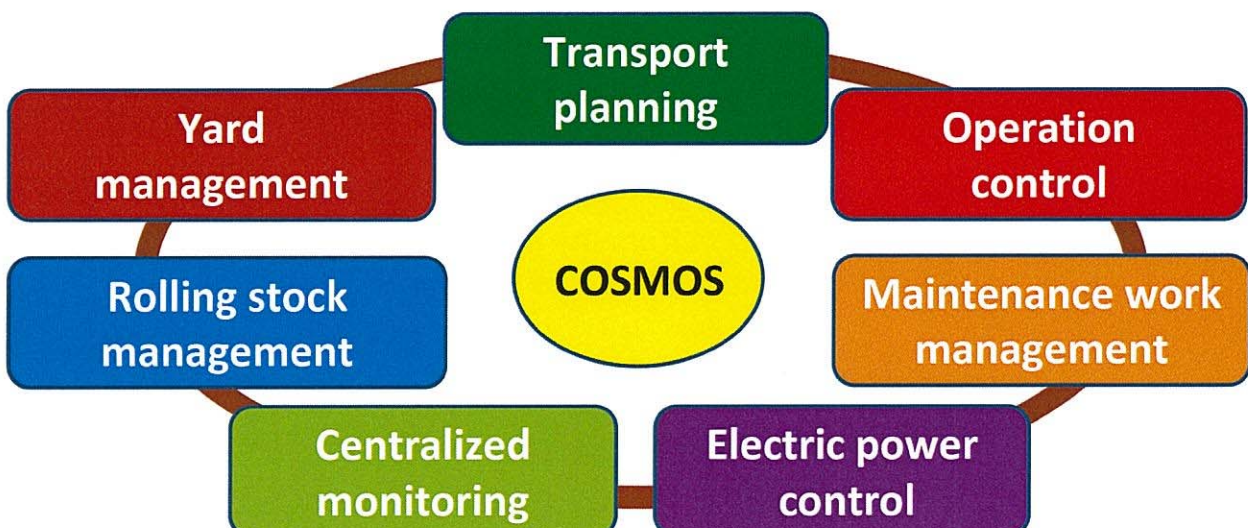 Transport
planning
Yard
management
Operation
control
COSMOS
Rolling stock
management
Maintenance work
management
Centralized
monitoring
Electric power
control